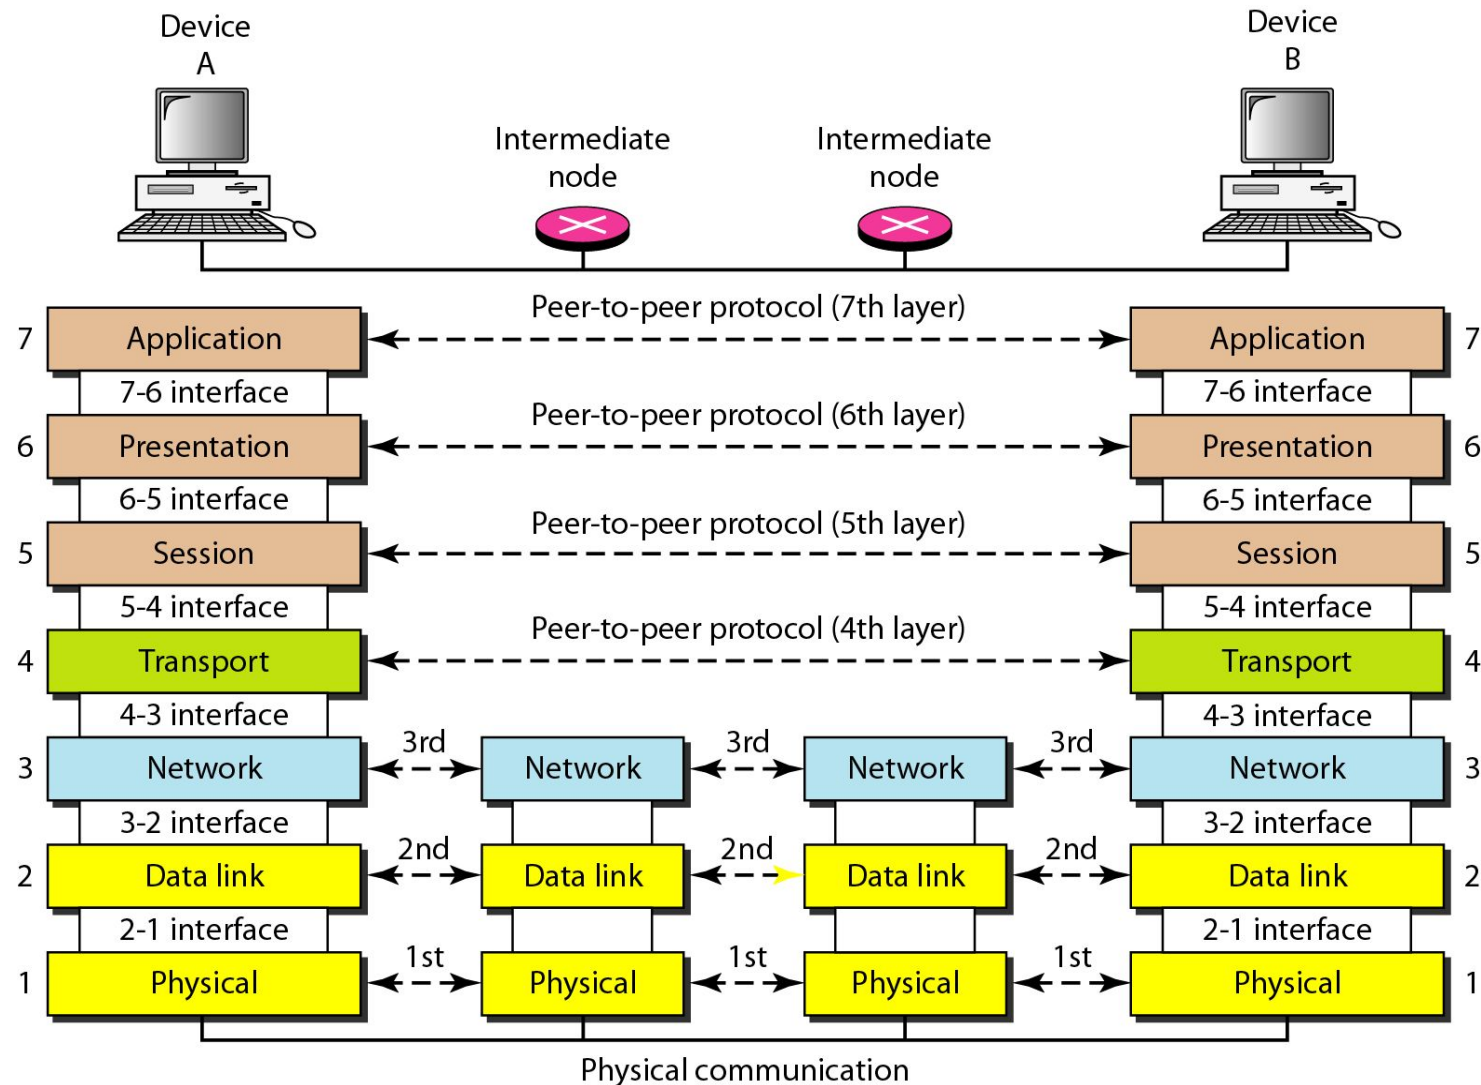 Device
A
Device
B
Intermediate
node
Intermediate
node
Peer-to-peer protocol (7th layer)
7 Application Application 7
7-6 interface 7-6 interface
Peer-to-peer protocol (6th layer)
6 Presentation Presentation 6
6-5 interface 6-5 interface
Peer-to-peer protocol (5th layer)
5 Session Session 5
5-4 interface 5-4 interface
Peer-to-peer protocol (4th layer)
4 Transport Transport 4
4-3 interface 4-3 interface
3rd 3rd 3rd
3 Network Network Network Network 3
3-2 interface 3-2 interface
2nd 2nd 2nd
2 Data link Data link Data link Data link 2
2-1 interface 2-1 interface
1st 1st 1st
1 Physical Physical Physical Physical 1
Physical communication